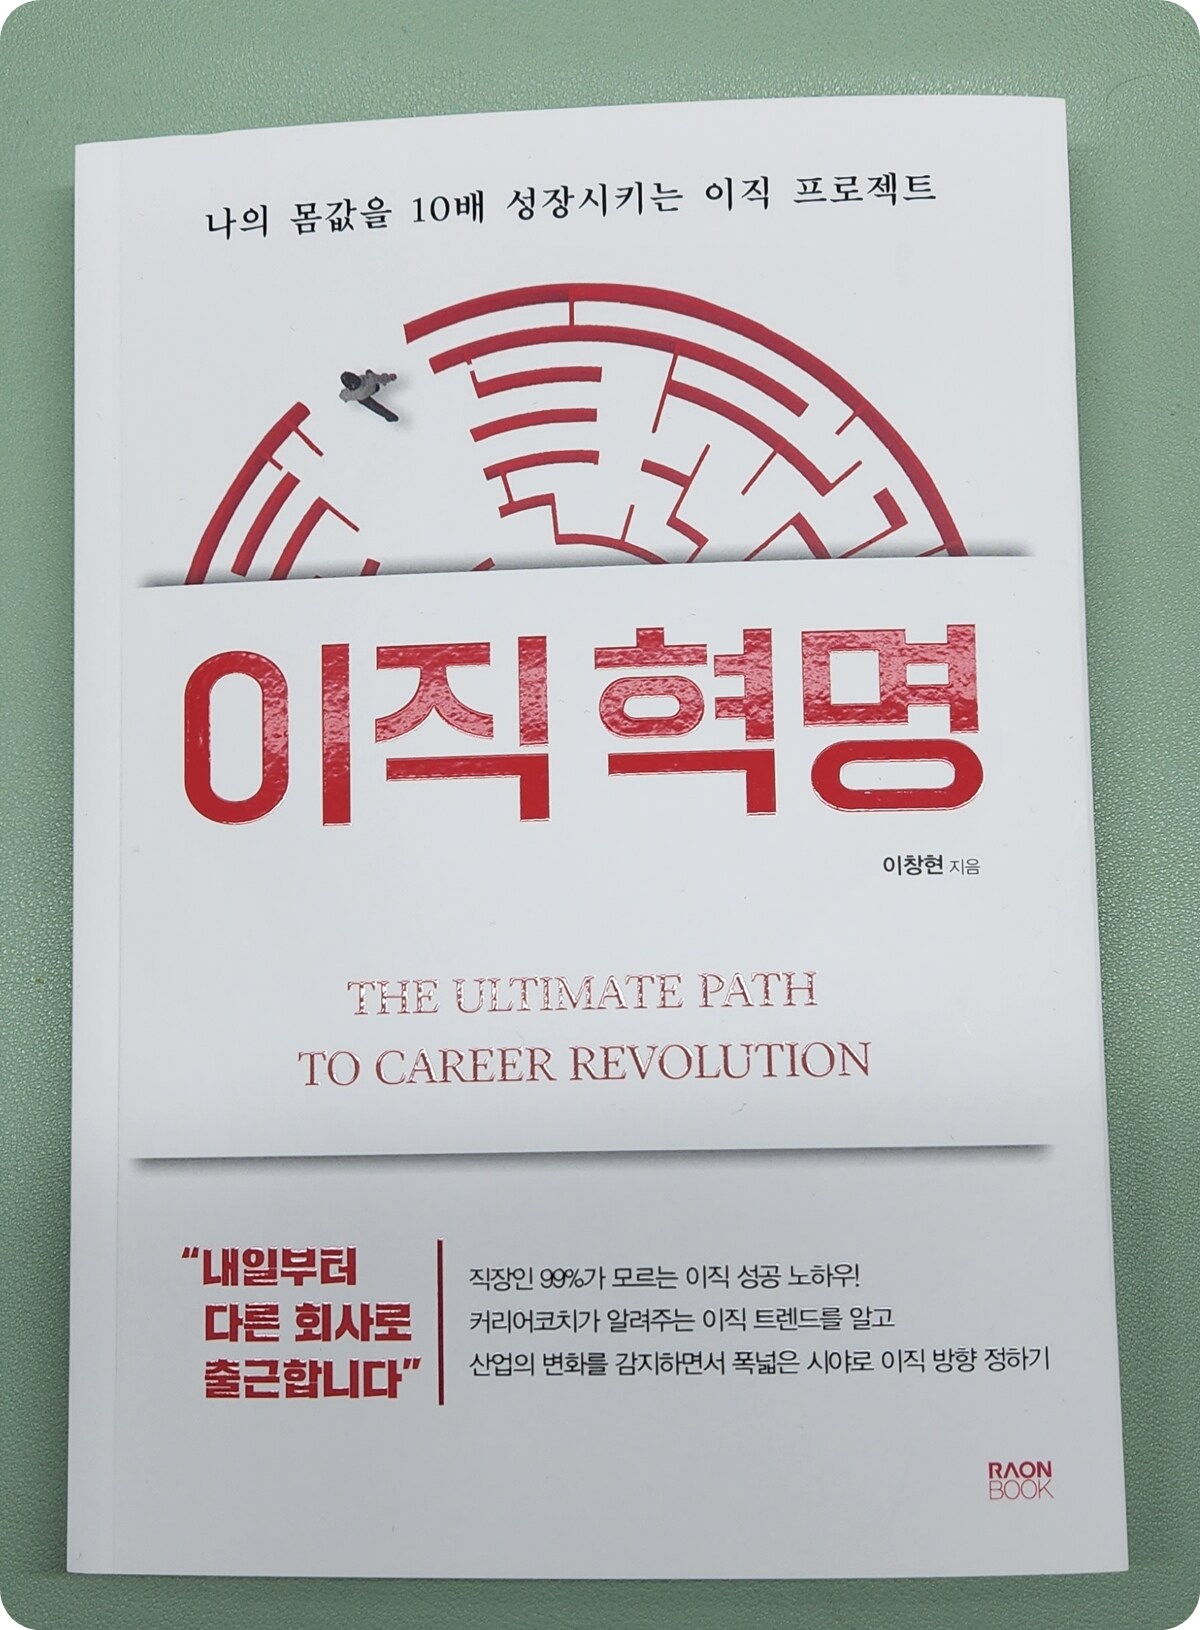 나의 몸값을 10배 성장시키는 이직 프로젝트
이직 혁명
이창현 지음
THE ULTIMATE PATH
TO CAREER REVOLUTION
“내일부터
다른 회사로
출근합니다”
직장인 99%가 모르는 이직 성공 노하우!
커리어코치가 알려주는 이직 트렌드를 알고
산업의 변화를 감지하면서 폭넓은 시야로 이직 방향 정하기
RAON
BOOK